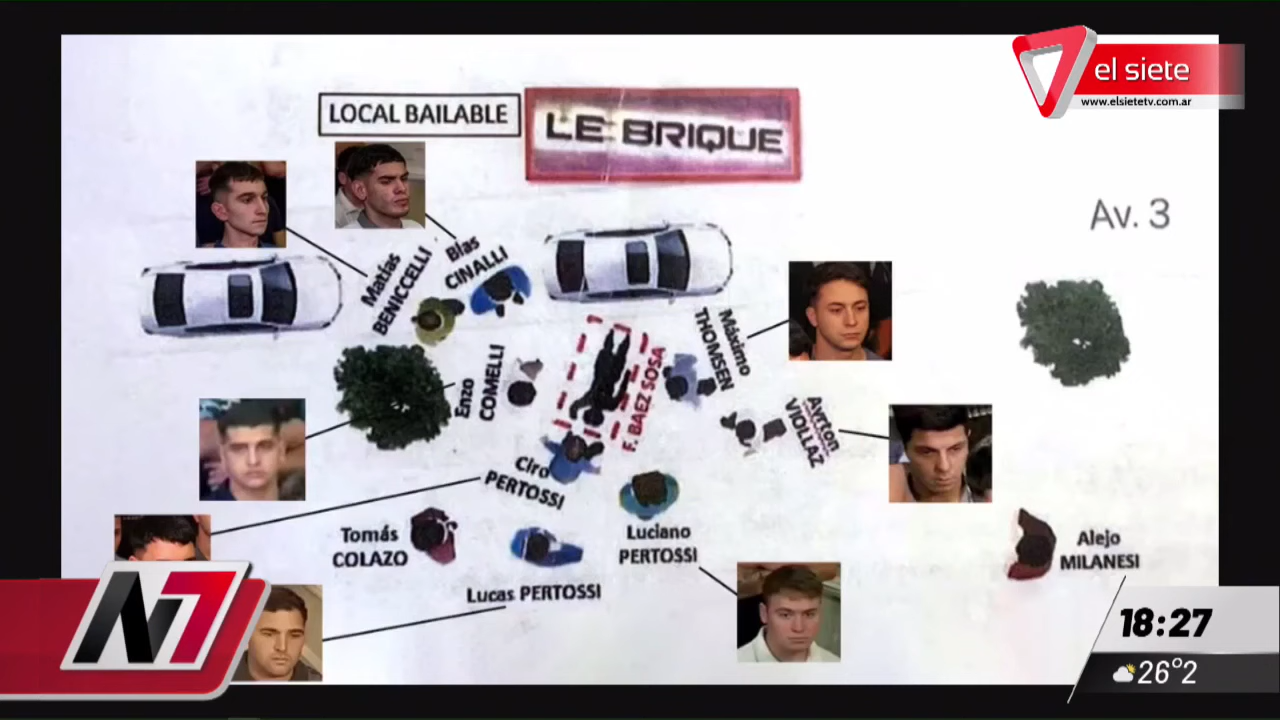 el siete
www.elsietetv.com.ar
LOCAL BAILABLE
LE BRIQUE
Av. 3
Matías
BENICCELLI
Blas
CINALLI
Máximo
THOMSEN
Enzo
COMELLI
F. BAEZ SOSA
Ayrton
VIOLLAZ
Ciro
PERTOSSI
Tomás
COLAZO
Luciano
PERTOSSI
Alejo
MILANESI
Lucas PERTOSSI
N7
18:27
26°2